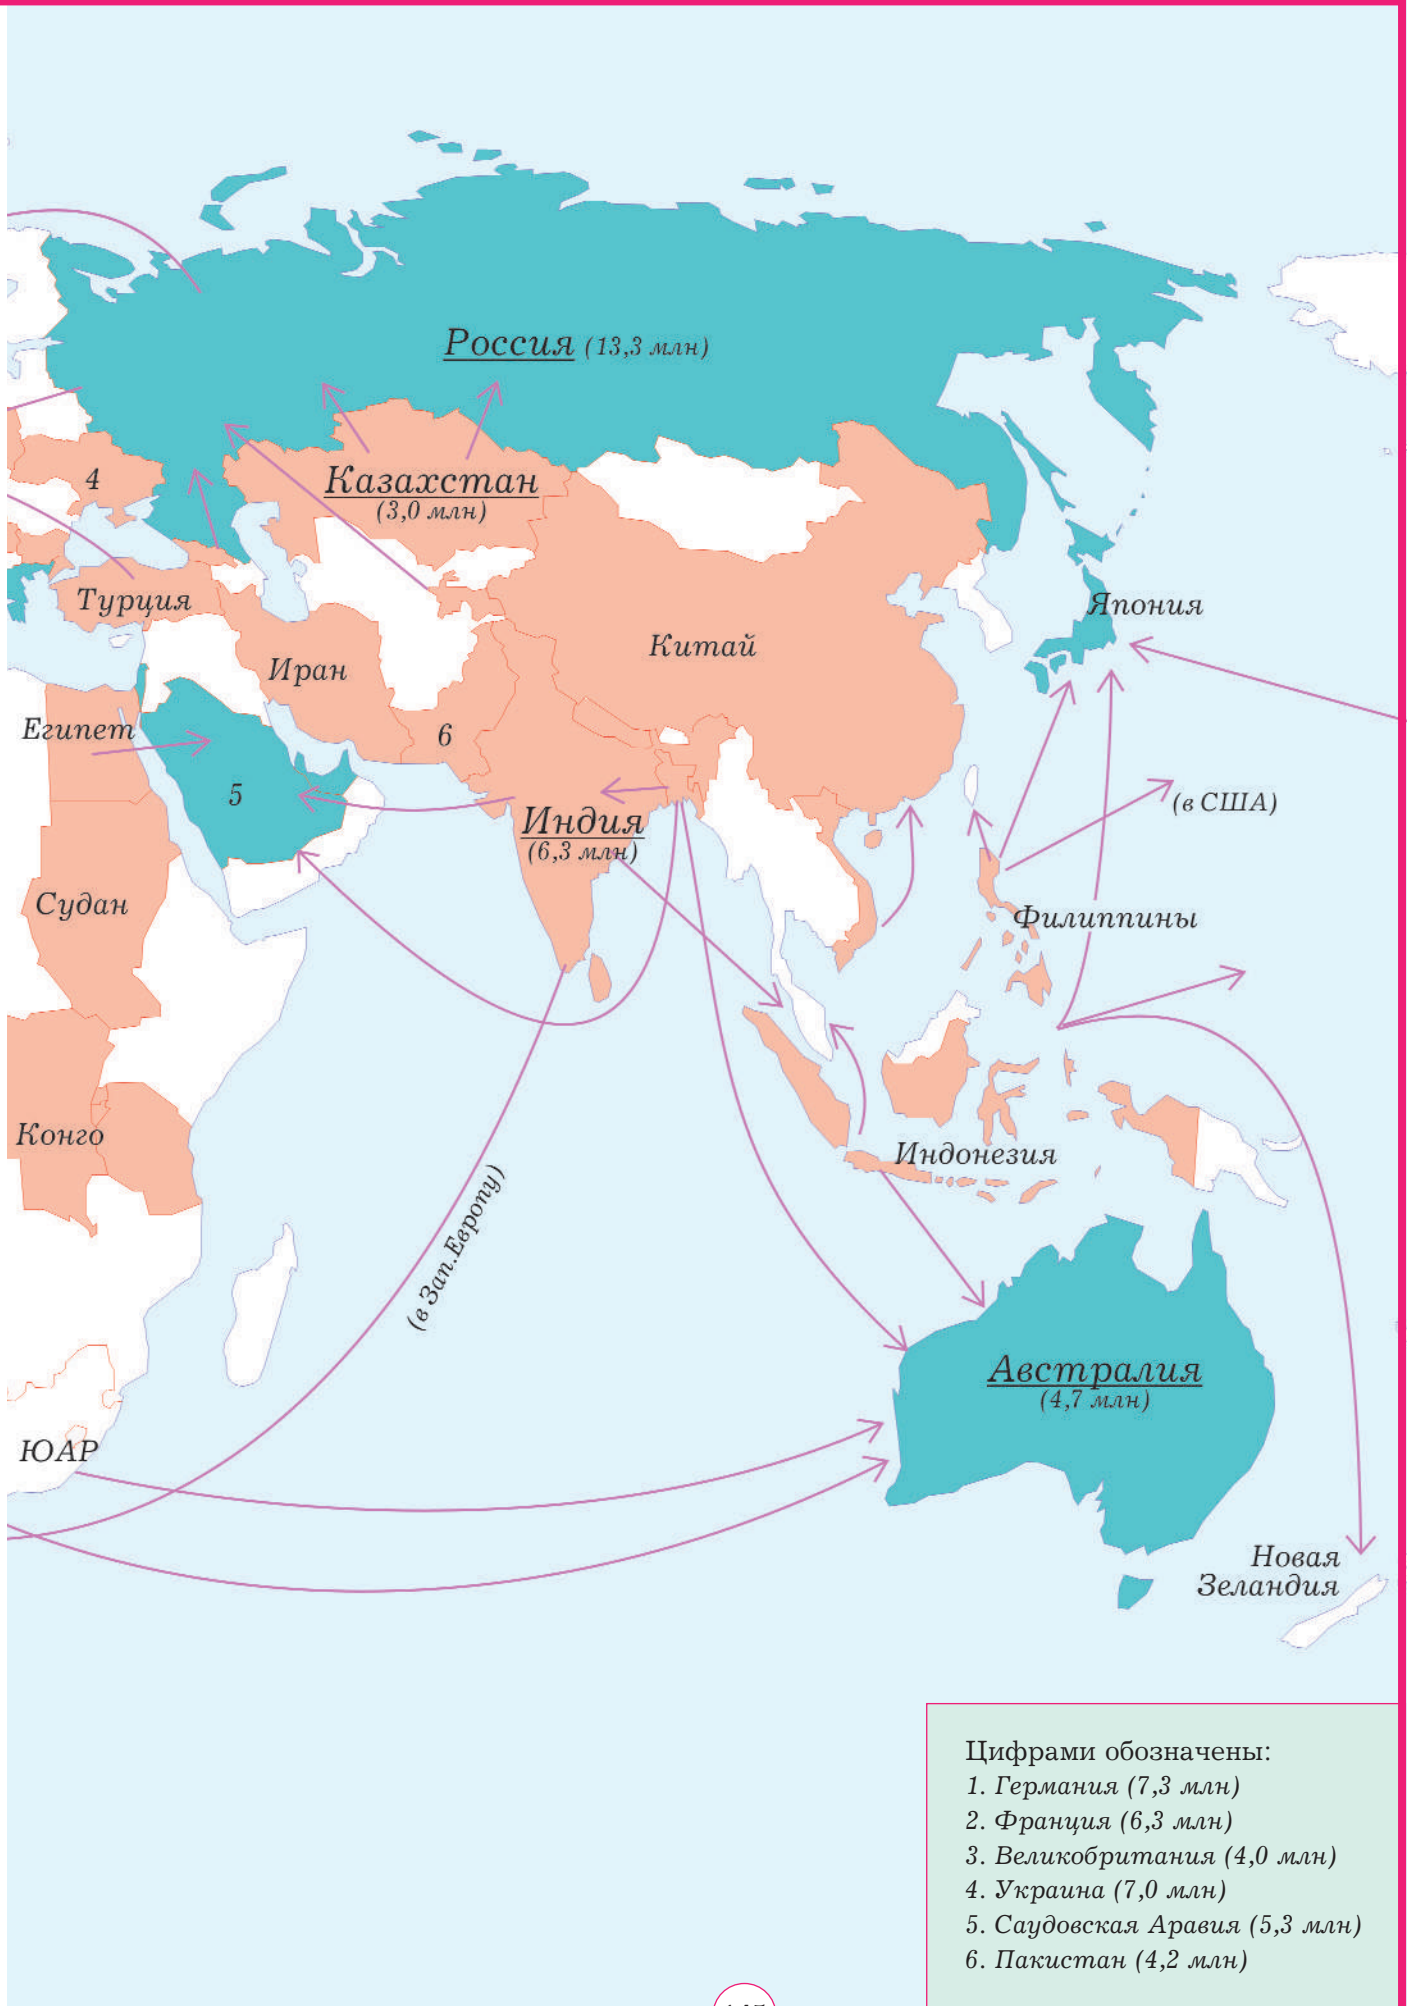 Россия (13,3 млн)
4
Казахстан
(3,0 млн)
Турция
Япония
Китай
Иран
Египет
6
5
(в США)
Индия
(6,3 млн)
Судан
Филиппины
Конго
Индонезия
(в Зап.Европу)
Австралия
(4,7 млн)
ЮАР
Новая
Зеландия
Цифрами обозначены:
1. Германия (7,3 млн)
2. Франция (6,3 млн)
3. Великобритания (4,0 млн)
4. Украина (7,0 млн)
5. Саудовская Аравия (5,3 млн)
6. Пакистан (4,2 млн)